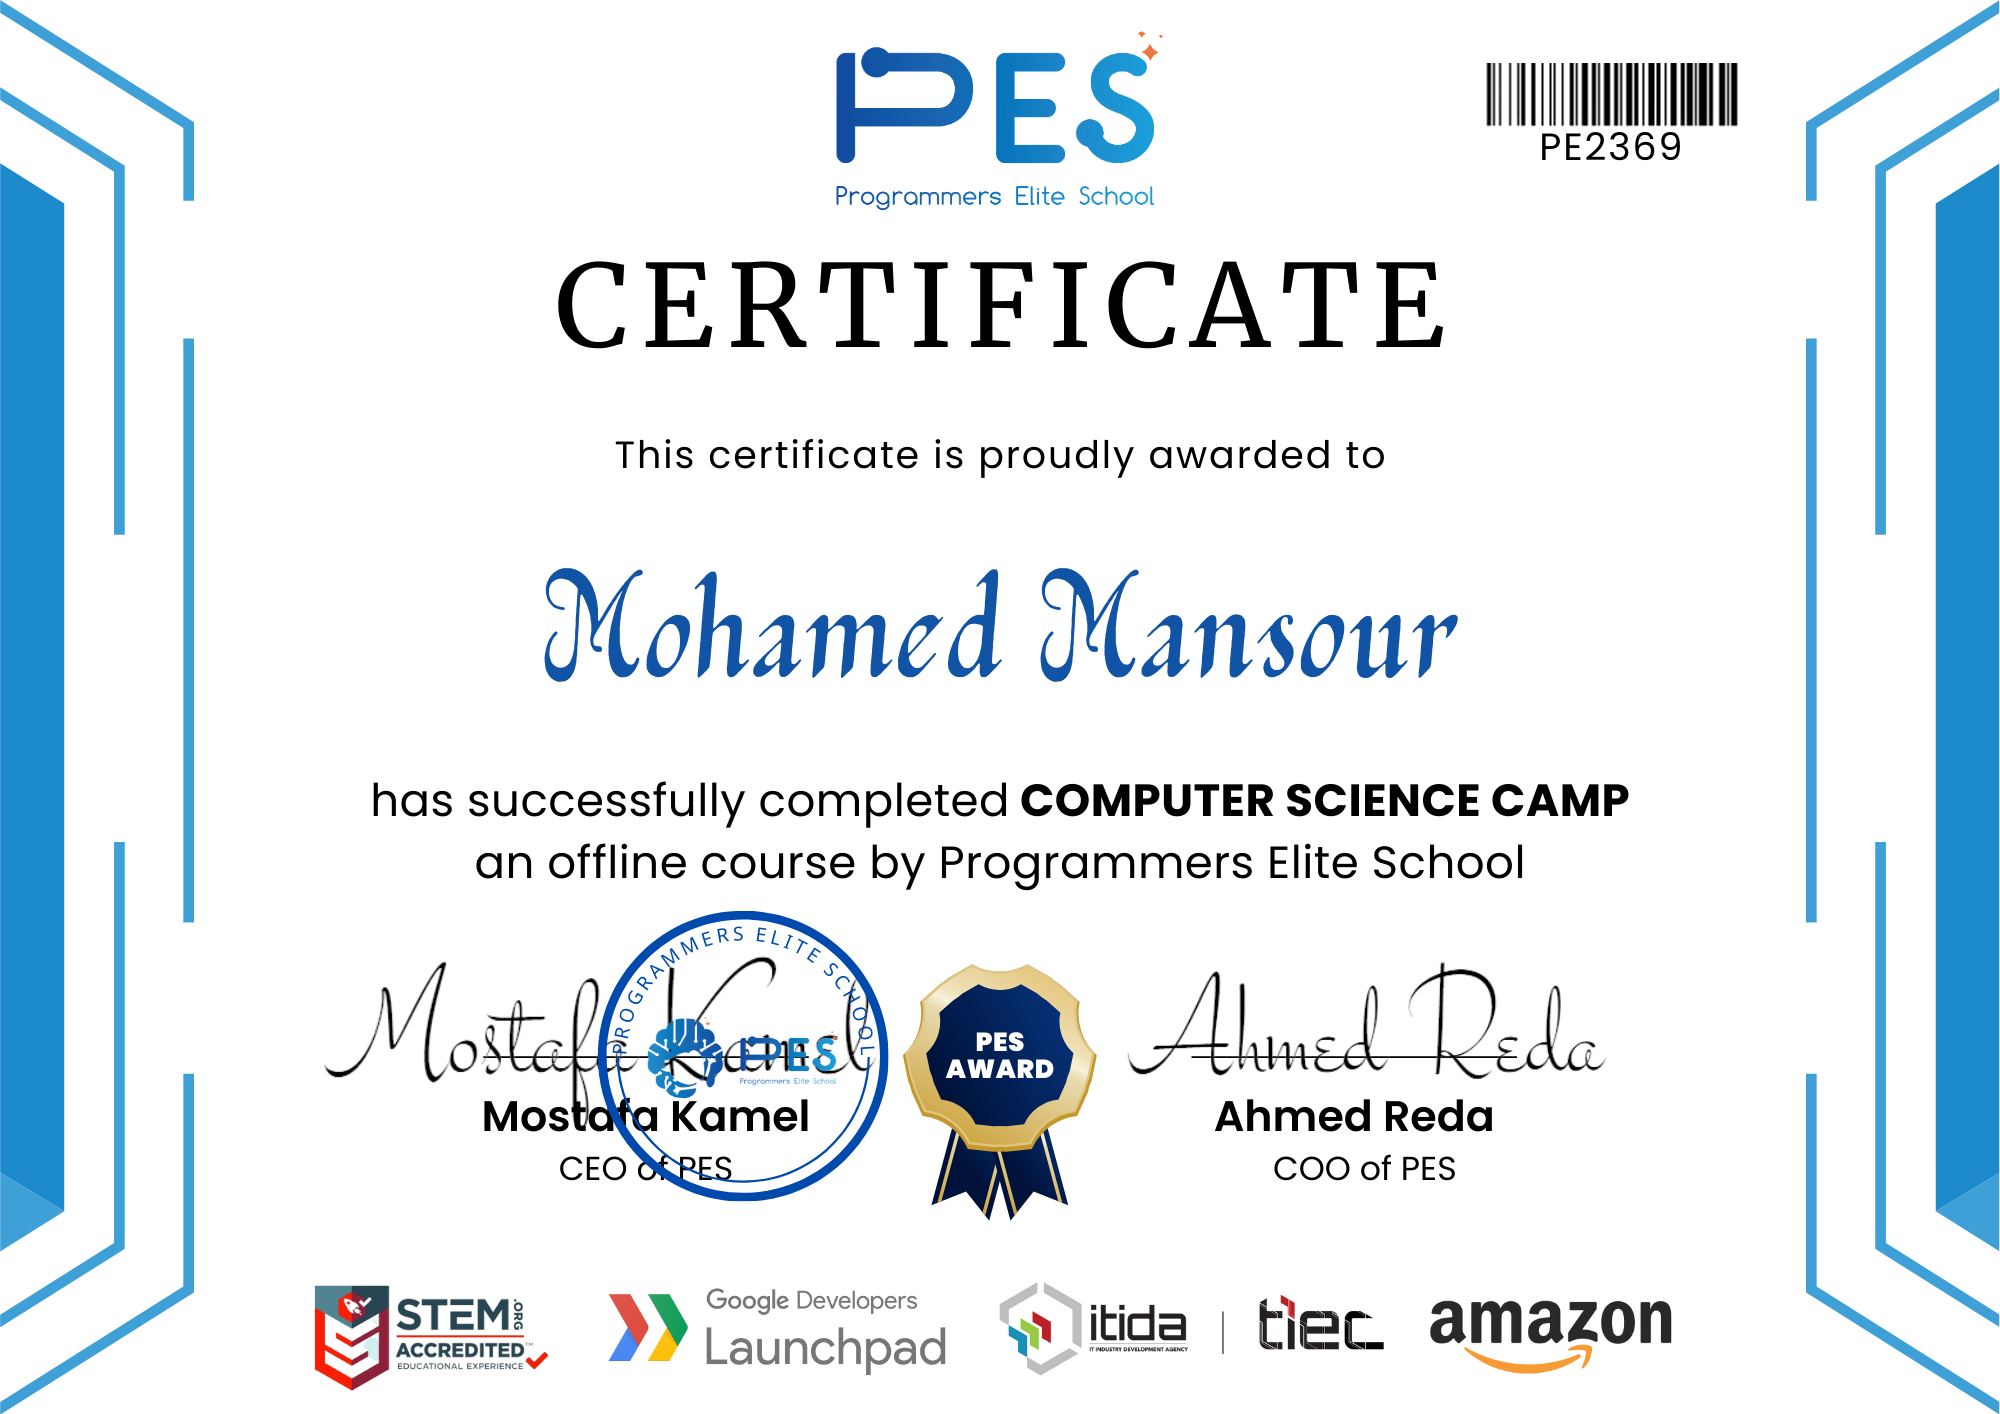 PES
Programmers Elite School
PE2369
CERTIFICATE
This certificate is proudly awarded to
Mohamed Mansour
has successfully completed COMPUTER SCIENCE CAMP
an offline course by Programmers Elite School
Mostafa Kamel
PROGRAMMERS ELITE SCHOOL
PES
Programmers Elite School
Mostafa Kamel
CEO of PES
PES
AWARD
Ahmed Reda
Ahmed Reda
COO of PES
STEM.ORG
ACCREDITED™
EDUCATIONAL EXPERIENCE
Google Developers
Launchpad
itida
IT INDUSTRY DEVELOPMENT AGENCY
tiec
amazon